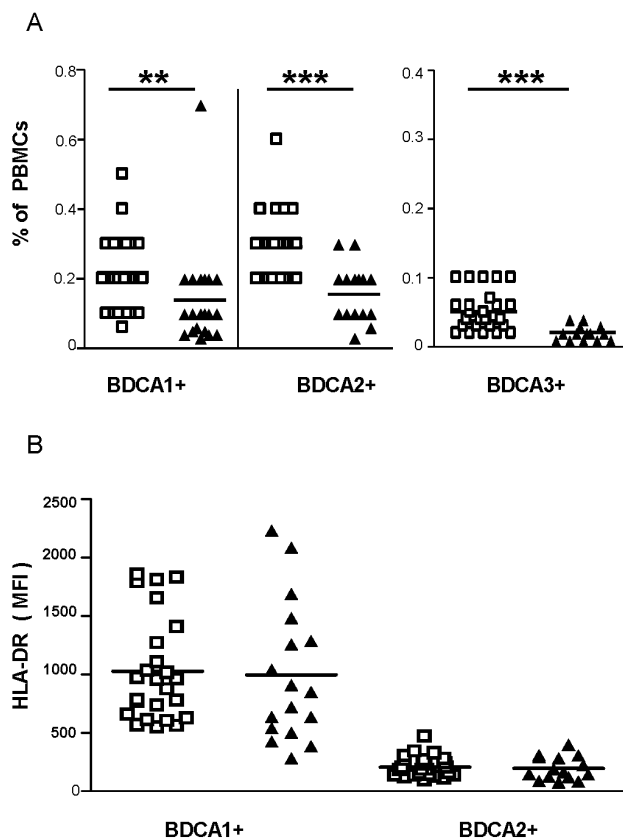 A
** *** ***
% of PBMCs
0.8
0.6
0.4
0.2
0
0.4
0.3
0.2
0.1
0
BDCA1+ BDCA2+ BDCA3+
B
HLA-DR ( MFI)
2500
2000
1500
1000
500
0
BDCA1+ BDCA2+